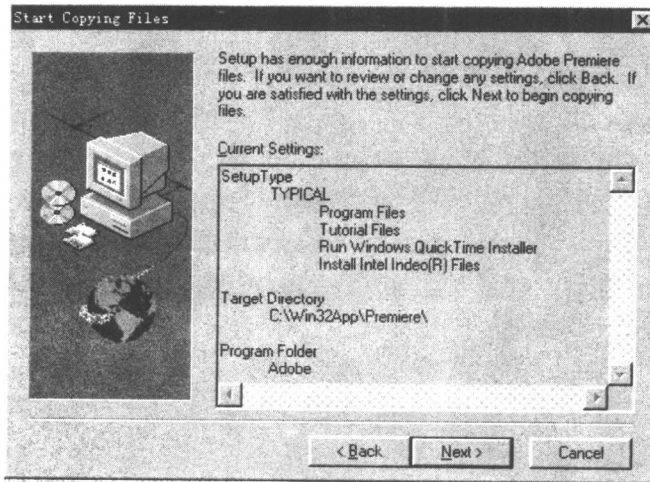 Start Copying Files
Setup has enough information to start copying Adobe Premiere
files. If you want to review or change any settings, click Back. If
you are satisfied with the settings, click Next to begin copying
files.
Current Settings:
SetupType
TYPICAL
Program Files
Tutorial Files
Run Windows QuickTime Installer
Install Intel Indeo(R) Files
Target Directory
C:\Win32App\Premiere\
Program Folder
Adobe
< Back
Next >
Cancel